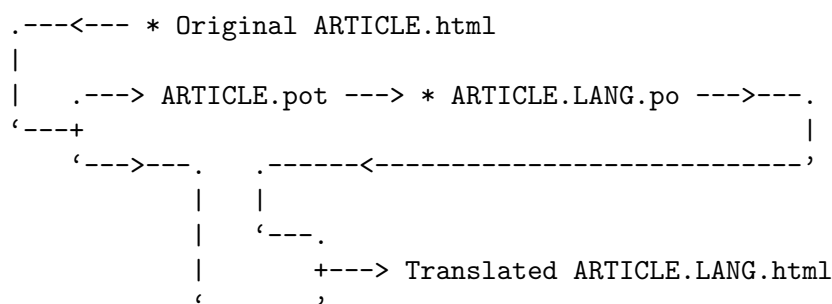 .---<--- * Original ARTICLE.html
|
|   .---> ARTICLE.pot ---> * ARTICLE.LANG.po --->---.
‘---+                                               |
    ‘--->---.   .------<----------------------------’
            |   |
            |   ‘---.
            |       +---> Translated ARTICLE.LANG.html
            ‘-------’